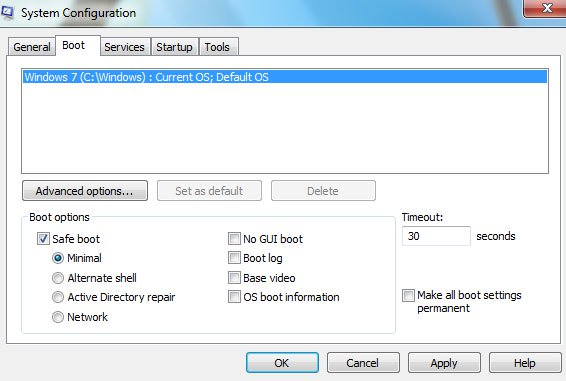 System Configuration
General Boot Services Startup Tools
Windows 7 (C:\Windows) : Current OS; Default OS
Advanced options... Set as default Delete
Boot options
Timeout:
Safe boot No GUI boot 30 seconds
Minimal Boot log
Alternate shell Base video
Active Directory repair OS boot information Make all boot settings
permanent
Network
OK Cancel Apply Help